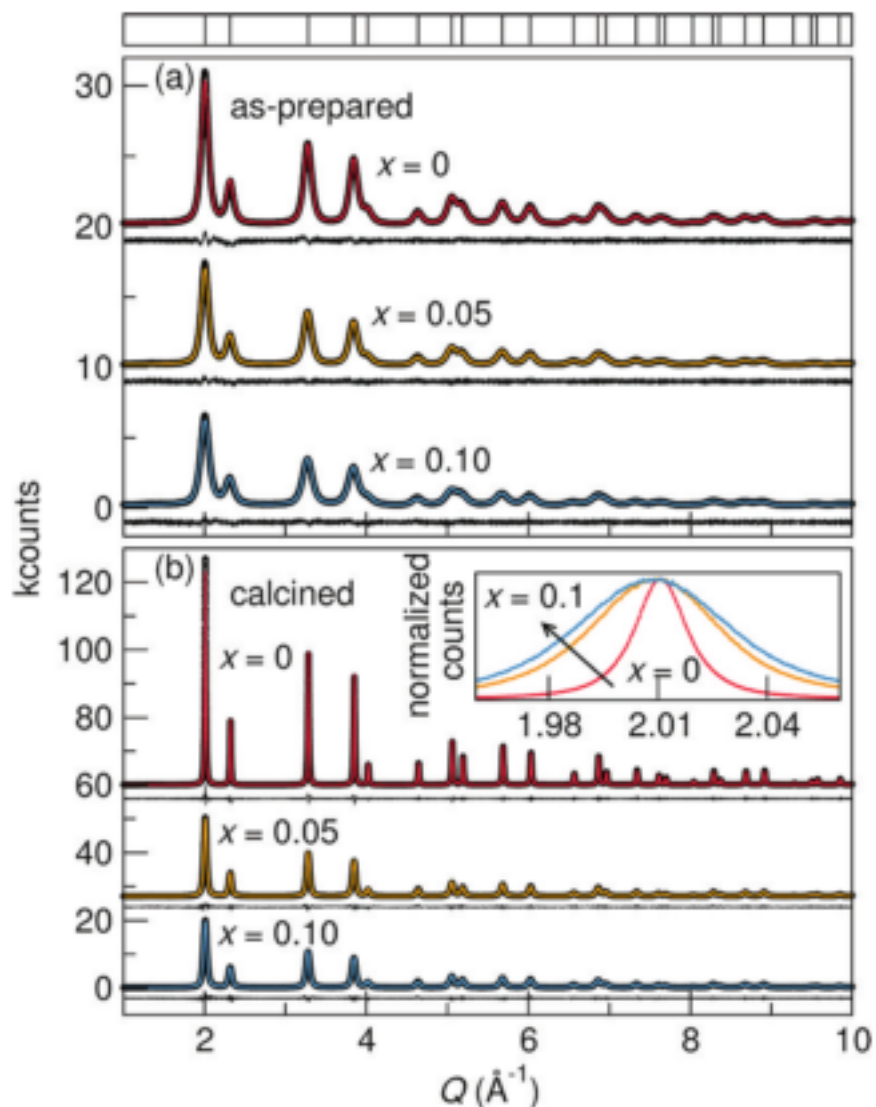 (a)
as-prepared
30
x = 0
20
x = 0.05
10
x = 0.10
0
kcounts
(b)
calcined
120
100
80
60
x = 0
normalized
counts
x = 0.1
x = 0
1.98 2.01 2.04
x = 0.05
40
20
x = 0.10
0
2 4 6 8 10
Q (Å⁻¹)